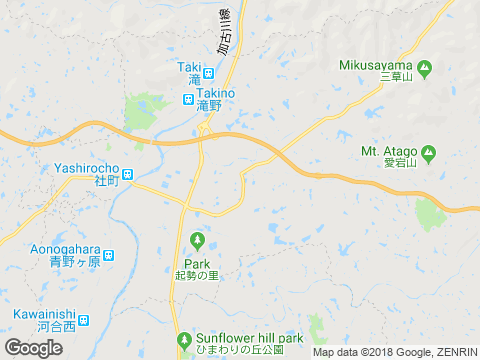 加古川線
Taki
滝
Takino
滝野
Mikusayama
三草山
Mt. Atago
愛宕山
Yashirocho
社町
Aonogahara
青野ヶ原
Park
起勢の里
Kawainishi
河合西
Sunflower hill park
ひまわりの丘公園
Google
Map data ©2018 Google, ZENRIN